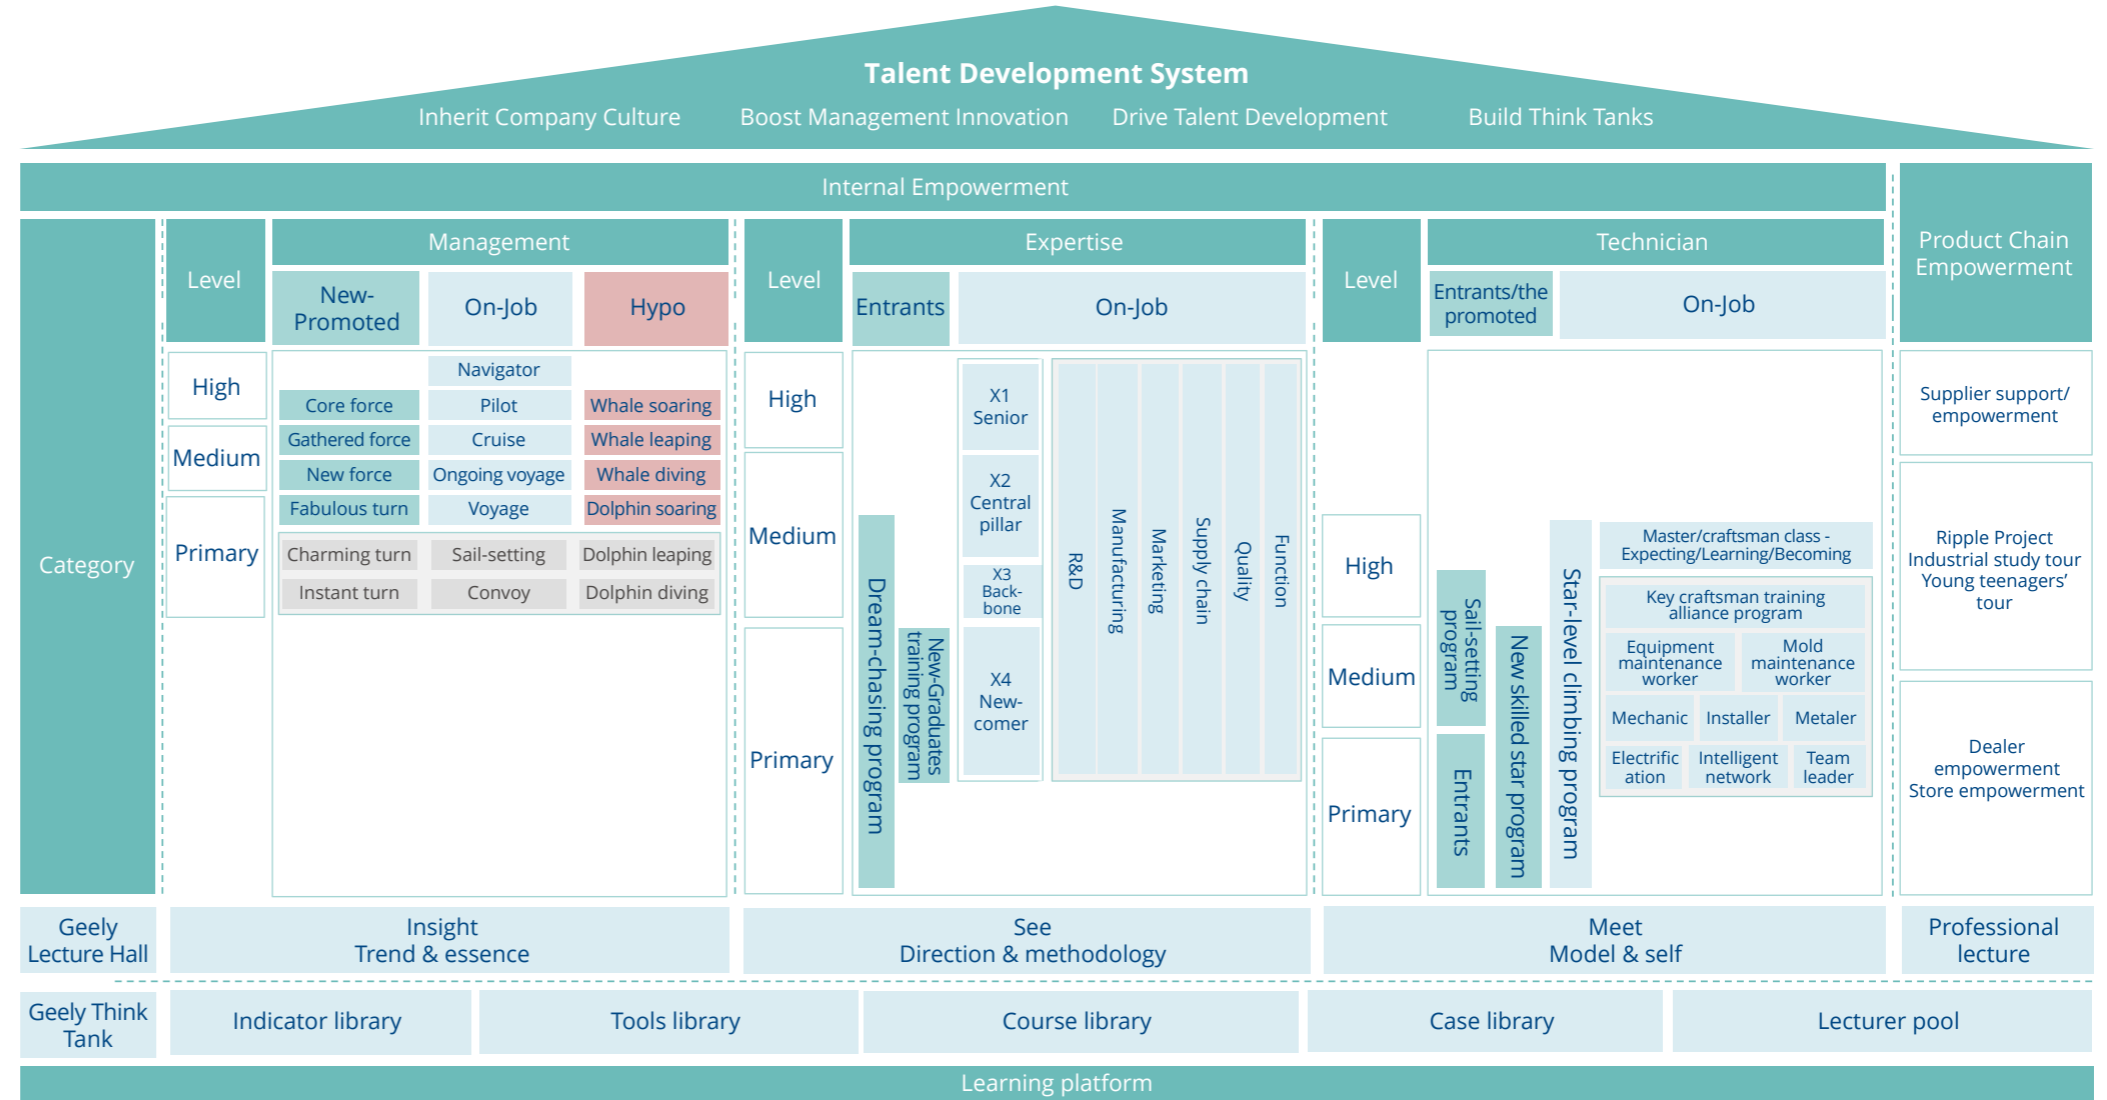 Talent Development System
Inherit Company Culture
Boost Management Innovation
Drive Talent Development
Build Think Tanks
Internal Empowerment
Product Chain
Empowerment
Category
Level
Management
New-
Promoted
On-Job
Hypo
High
Medium
Primary
Navigator
Core force
Pilot
Whale soaring
Gathered force
Cruise
Whale leaping
New force
Ongoing voyage
Whale diving
Fabulous turn
Voyage
Dolphin soaring
Charming turn
Sail-setting
Dolphin leaping
Instant turn
Convoy
Dolphin diving
Level
Expertise
Entrants
On-Job
High
Medium
Primary
Dream-chasing program
New-Graduates
training program
X1
Senior
X2
Central
pillar
X3
Back-
bone
X4
New-
comer
R&D
Manufacturing
Marketing
Supply chain
Quality
Function
Level
Technician
Entrants/the
promoted
On-Job
High
Medium
Primary
Sail-setting
program
Entrants
New skilled star program
Star-level climbing program
Master/craftsman class -
Expecting/Learning/Becoming
Key craftsman training
alliance program
Equipment
maintenance
worker
Mold
maintenance
worker
Mechanic
Installer
Metaler
Electrific
ation
Intelligent
network
Team
leader
Supplier support/
empowerment
Ripple Project
Industrial study tour
Young teenagers’
tour
Dealer
empowerment
Store empowerment
Geely
Lecture Hall
Insight
Trend & essence
See
Direction & methodology
Meet
Model & self
Professional
lecture
Geely Think
Tank
Indicator library
Tools library
Course library
Case library
Lecturer pool
Learning platform